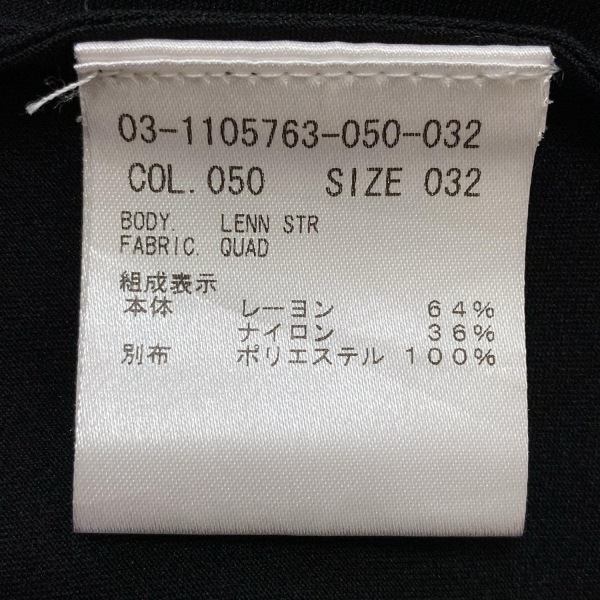 03-1105763-050-032
COL. 050 SIZE 032
BODY. LENN STR
FABRIC. QUAD
組成表示
本体 レーヨン 64%
ナイロン 36%
別布 ポリエステル 100%